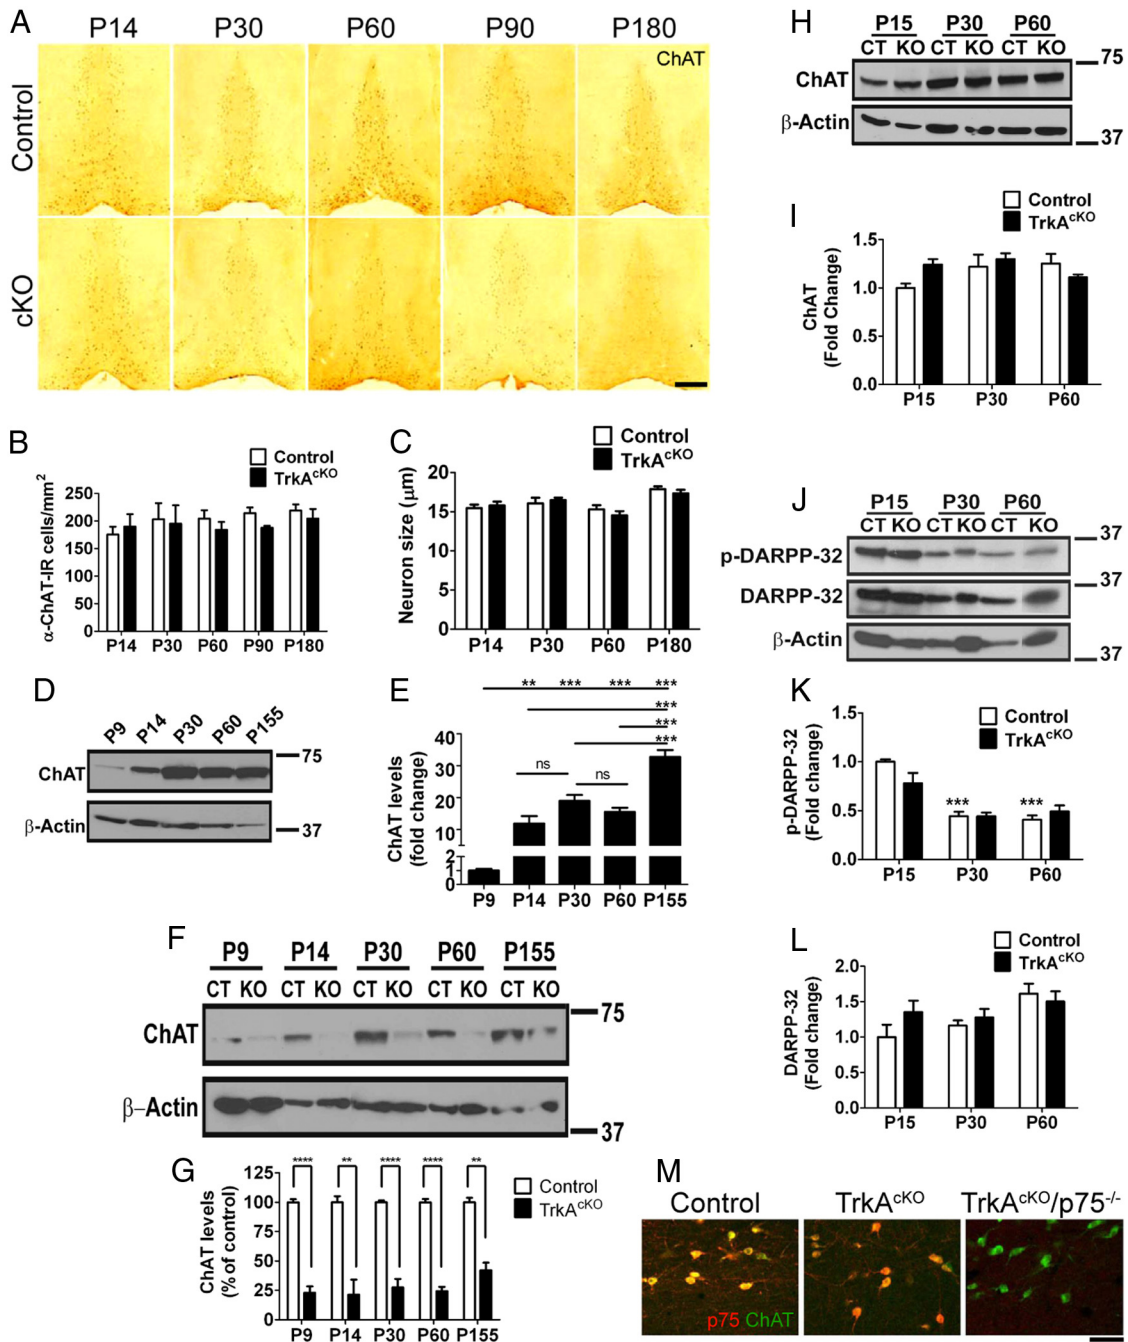 A
P14 P30 P60 P90 P180
ChAT
Control
cKO
B
Control
TrkAcKO
α-ChAT-IR cells/mm2
250
200
150
100
50
0
P14 P30 P60 P90 P180
C
Control
TrkAcKO
Neuron size (μm)
20
15
10
5
0
P14 P30 P60 P180
D
P9 P14 P30 P60 P155
ChAT
75
β-Actin
37
E
** *** *** ***
***
***
***
ns
ns
ChAT levels
(fold change)
40
30
20
10
2
1
0
P9 P14 P30 P60 P155
F
P9 P14 P30 P60 P155
CT KO CT KO CT KO CT KO CT KO
ChAT
75
β-Actin
37
G
**** ** **** **** **
Control
TrkAcKO
ChAT levels
(% of control)
125
100
75
50
25
0
P9 P14 P30 P60 P155
H
P15 P30 P60
CT KO CT KO CT KO
75
ChAT
β-Actin
37
I
Control
TrkAcKO
ChAT
(Fold Change)
1.5
1.0
0.5
0.0
P15 P30 P60
J
P15 P30 P60
CT KO CT KO CT KO
37
p-DARPP-32
37
DARPP-32
β-Actin
37
K
Control
TrkAcKO
p-DARPP-32
(Fold change)
1.5
1.0
0.5
0.0
*** ***
P15 P30 P60
L
Control
TrkAcKO
DARPP-32
(Fold change)
2.0
1.5
1.0
0.5
0.0
P15 P30 P60
M
Control TrkAcKO TrkAcKO/p75-/-
p75 ChAT